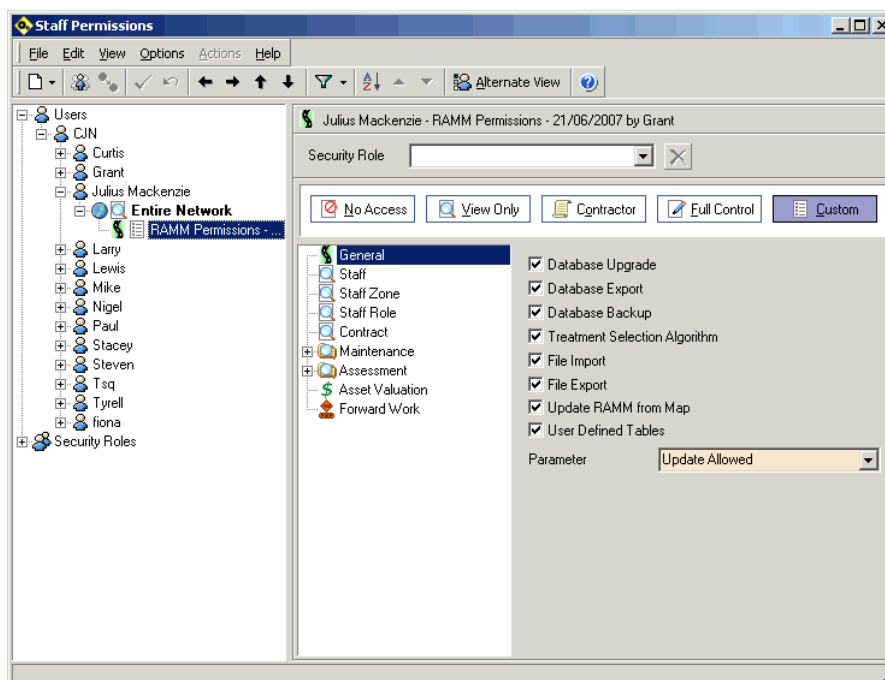 Staff Permissions
File Edit View Options Actions Help
Alternate View
Users
CJN
Curtis
Grant
Julius Mackenzie
Entire Network
RAMM Permissions - ...
Larry
Lewis
Mike
Nigel
Paul
Stacey
Steven
Tsq
Tyrell
fiona
Security Roles
Julius Mackenzie - RAMM Permissions - 21/06/2007 by Grant
Security Role
No Access View Only Contractor Full Control Custom
General
Staff
Staff Zone
Staff Role
Contract
Maintenance
Assessment
Asset Valuation
Forward Work
Database Upgrade
Database Export
Database Backup
Treatment Selection Algorithm
File Import
File Export
Update RAMM from Map
User Defined Tables
Parameter Update Allowed